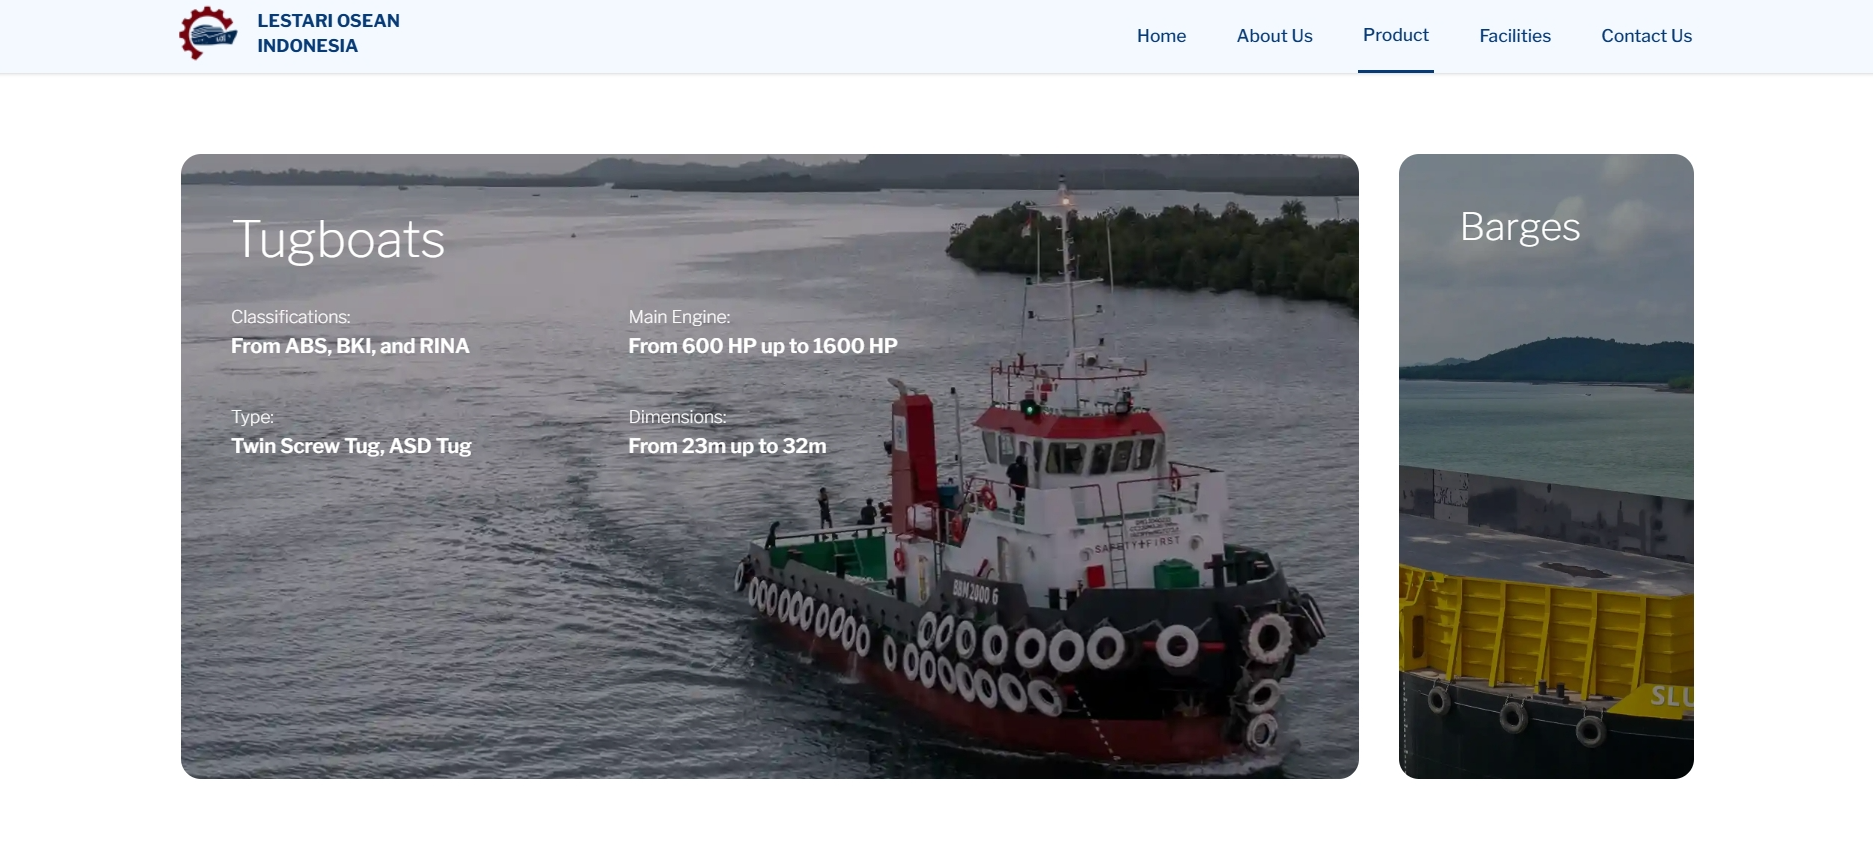 LESTARI OSEAN
INDONESIA
Home
About Us
Product
Facilities
Contact Us
Tugboats
Classifications:
From ABS, BKI, and RINA
Main Engine:
From 600 HP up to 1600 HP
Type:
Twin Screw Tug, ASD Tug
Dimensions:
From 23m up to 32m
SAFETY FIRST
BBM 2000 6
Barges
SLU